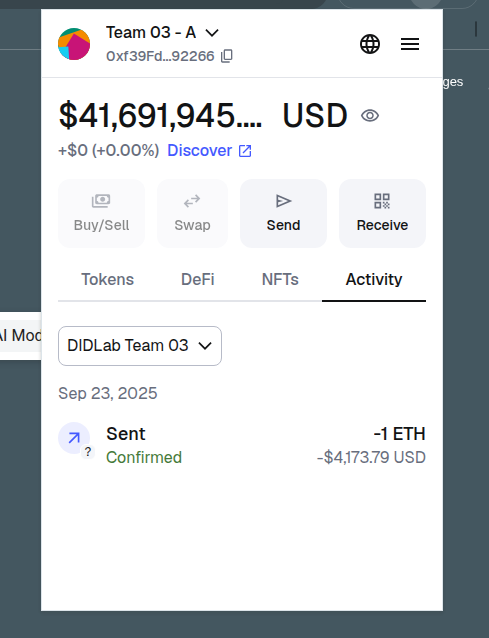 Team 03 - A
0xf39Fd...92266
ges
$41,691,945.... USD
+$0 (+0.00%) Discover
Buy/Sell
Swap
Send
Receive
Tokens
DeFi
NFTs
Activity
AI Mod
DIDLab Team 03
Sep 23, 2025
Sent
-1 ETH
?
Confirmed
-$4,173.79 USD